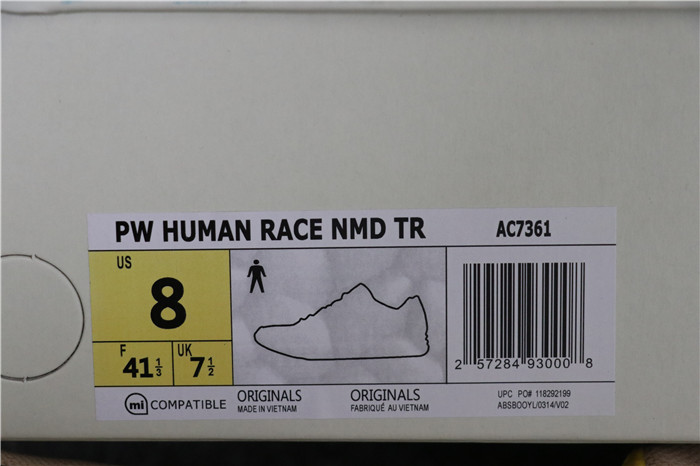 PW HUMAN RACE NMD TR
AC7361
US
8
F
41 1/3
UK
7 1/2
mi COMPATIBLE
ORIGINALS
MADE IN VIETNAM
ORIGINALS
FABRIQUÉ AU VIETNAM
2 57284 93000 8
UPC PO# 118292199
ABSBOOYL/0314/V02